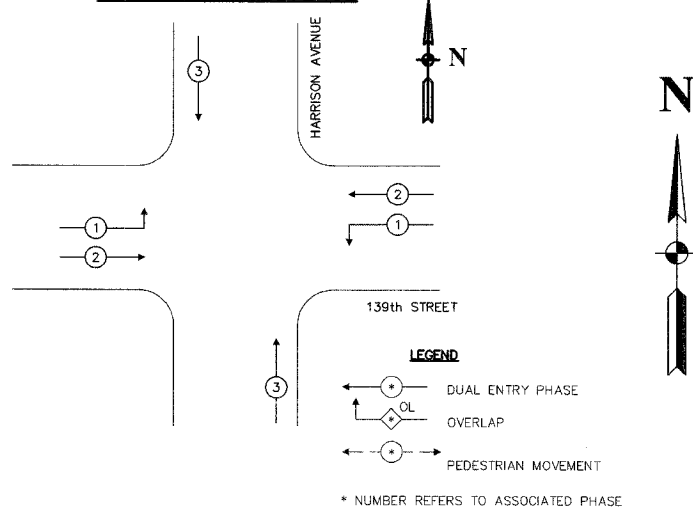 3
HARRISON AVENUE
N
N
2
1
1
2
139th STREET
3
LEGEND
* DUAL ENTRY PHASE
* OL OVERLAP
* PEDESTRIAN MOVEMENT
* NUMBER REFERS TO ASSOCIATED PHASE